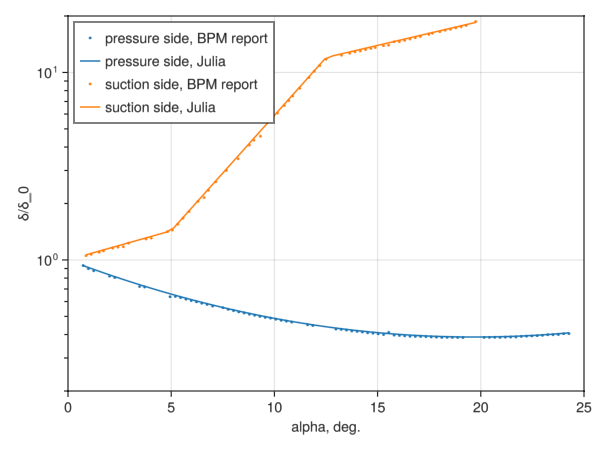 pressure side, BPM report
pressure side, Julia
suction side, BPM report
suction side, Julia
10¹
10⁰
δ/δ_0
0 5 10 15 20 25
alpha, deg.